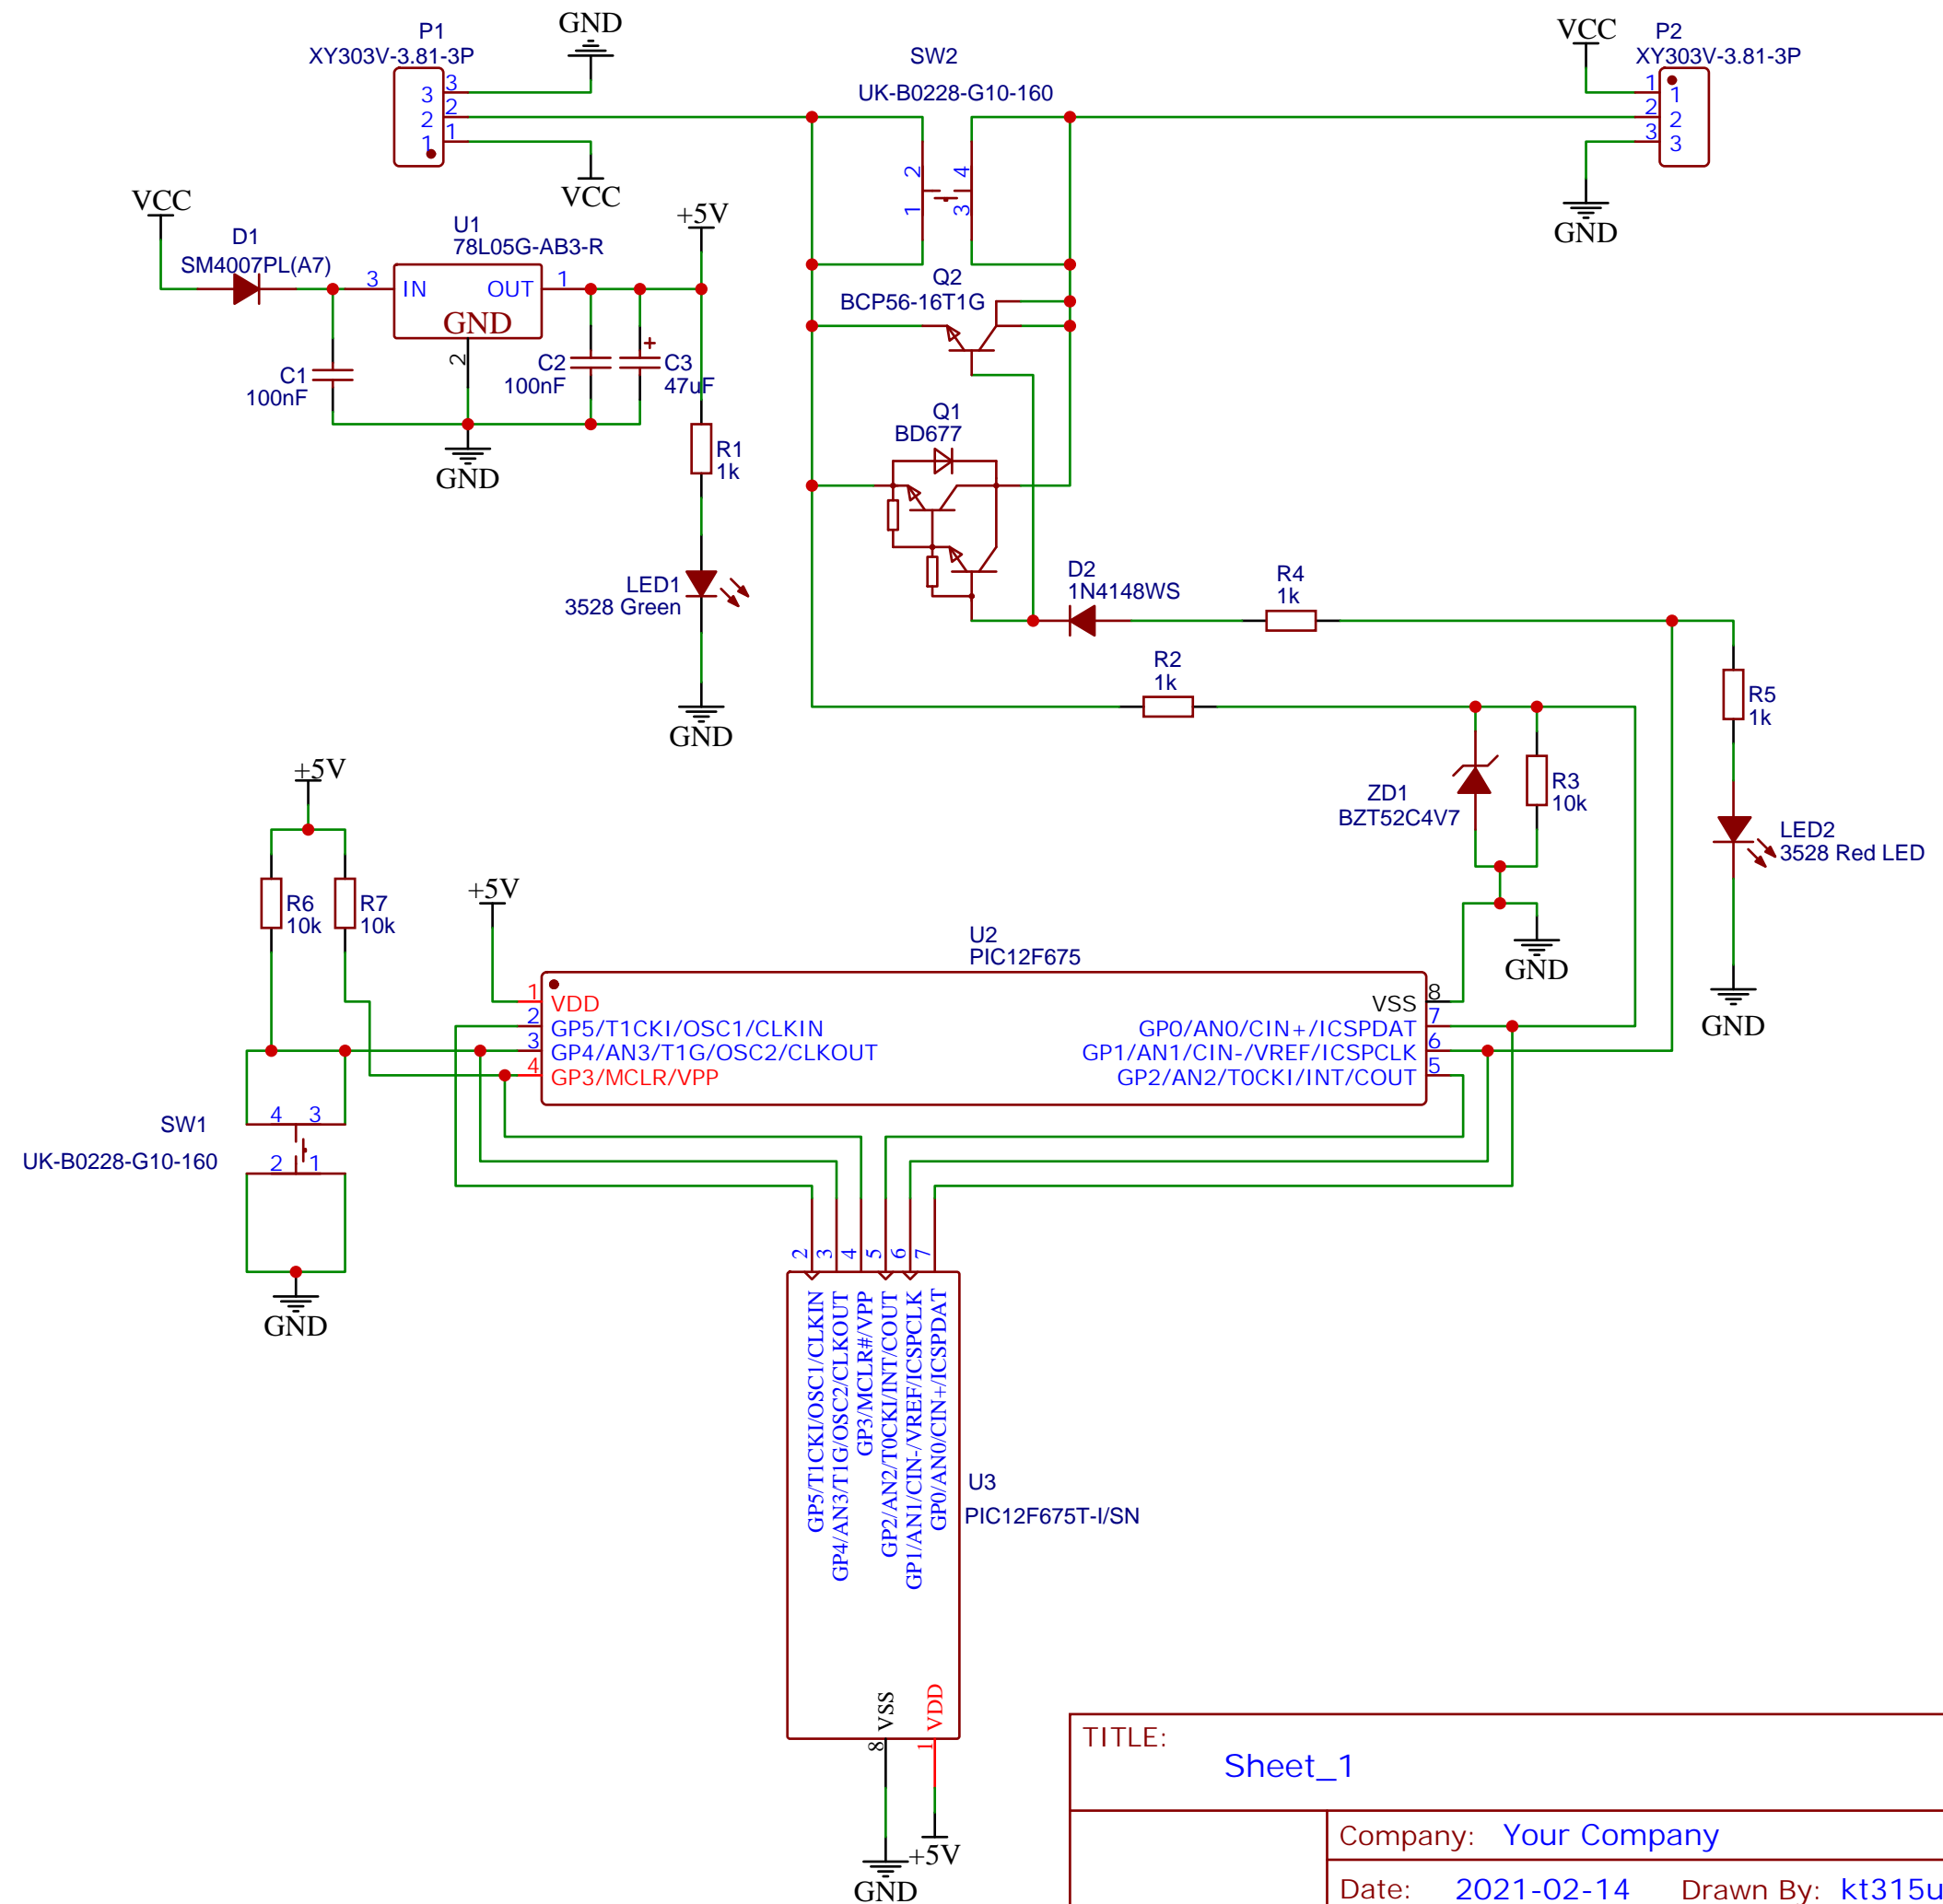 P1
XY303V-3.81-3P
3
2
1
3
2
1
GND
VCC
SW2
UK-B0228-G10-160
2
4
1
3
VCC
P2
XY303V-3.81-3P
1
2
3
1
2
3
GND
VCC
D1
SM4007PL(A7)
U1
78L05G-AB3-R
3
IN
OUT
1
GND
2
+5V
C1
100nF
C2
100nF
C3
47uF
GND
R1
1k
LED1
3528 Green
GND
Q2
BCP56-16T1G
Q1
BD677
D2
1N4148WS
R4
1k
R2
1k
R5
1k
ZD1
BZT52C4V7
R3
10k
LED2
3528 Red LED
GND
GND
+5V
R6
10k
R7
10k
+5V
U2
PIC12F675
1
VDD
2
GP5/T1CKI/OSC1/CLKIN
3
GP4/AN3/T1G/OSC2/CLKOUT
4
GP3/MCLR/VPP
VSS
8
GP0/AN0/CIN+/ICSPDAT
7
GP1/AN1/CIN-/VREF/ICSPCLK
6
GP2/AN2/T0CKI/INT/COUT
5
SW1
UK-B0228-G10-160
4
3
2
1
GND
2
3
4
5
6
7
GP5/T1CKI/OSC1/CLKIN
GP4/AN3/T1G/OSC2/CLKOUT
GP3/MCLR#/VPP
GP2/AN2/T0CKI/INT/COUT
GP1/AN1/CIN-/VREF/ICSPCLK
GP0/AN0/CIN+/ICSPDAT
U3
PIC12F675T-I/SN
VSS
VDD
8
1
GND
+5V
TITLE:
Sheet_1
Company: Your Company
Date: 2021-02-14 Drawn By: kt315u